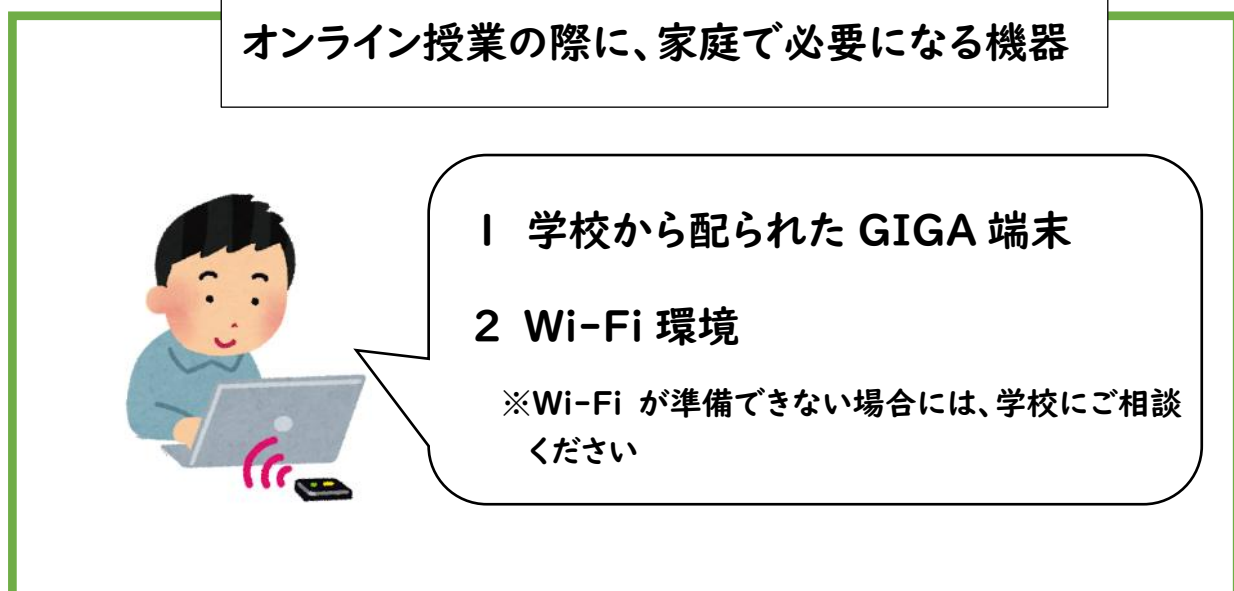 オンライン授業の際に、家庭で必要になる機器
1 学校から配られた GIGA 端末
2 Wi-Fi 環境
※Wi-Fi が準備できない場合には、学校にご相談
ください